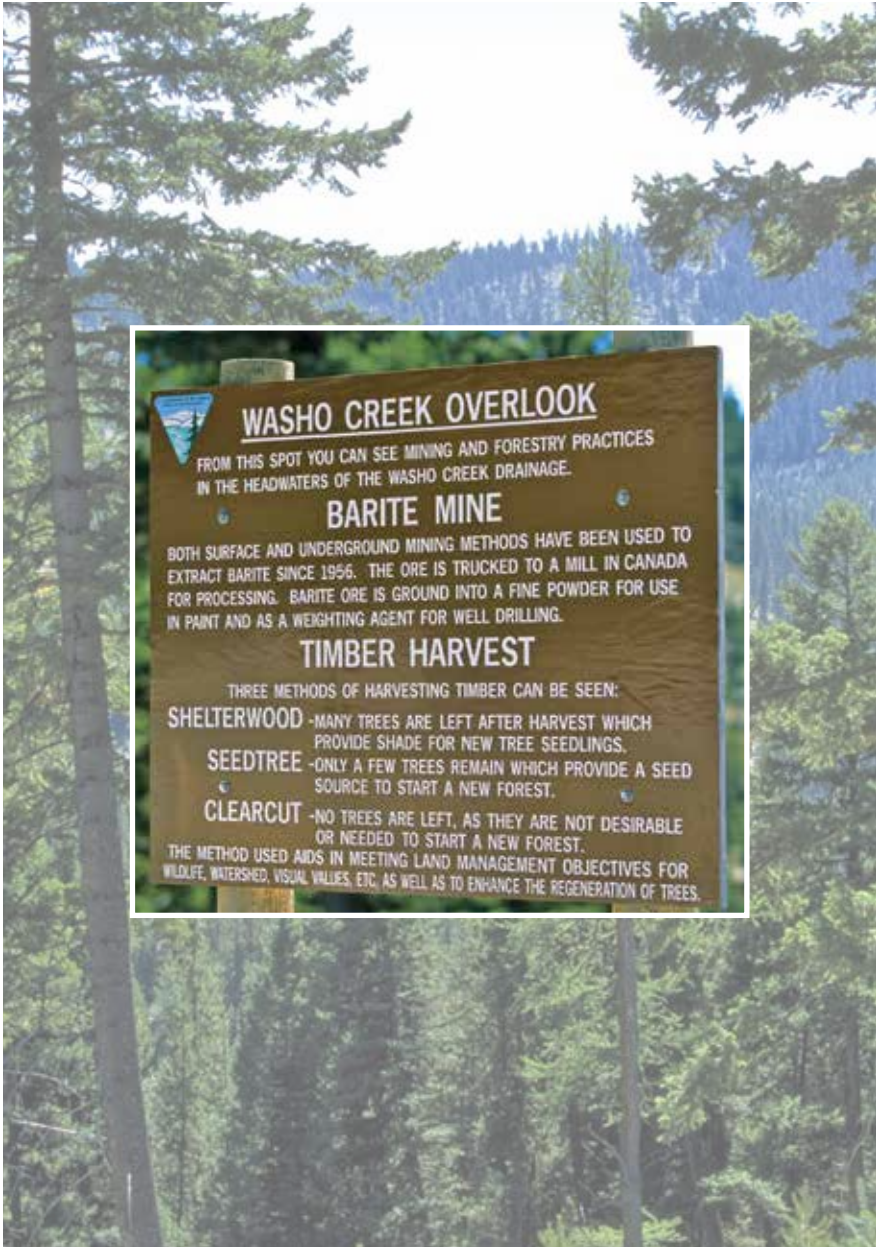 WASHO CREEK OVERLOOK
FROM THIS SPOT YOU CAN SEE MINING AND FORESTRY PRACTICES
IN THE HEADWATERS OF THE WASHO CREEK DRAINAGE.
BARITE MINE
BOTH SURFACE AND UNDERGROUND MINING METHODS HAVE BEEN USED TO
EXTRACT BARITE SINCE 1956. THE ORE IS TRUCKED TO A MILL IN CANADA
FOR PROCESSING. BARITE ORE IS GROUND INTO A FINE POWDER FOR USE
IN PAINT AND AS A WEIGHTING AGENT FOR WELL DRILLING.
TIMBER HARVEST
THREE METHODS OF HARVESTING TIMBER CAN BE SEEN:
SHELTERWOOD -MANY TREES ARE LEFT AFTER HARVEST WHICH
PROVIDE SHADE FOR NEW TREE SEEDLINGS.
SEEDTREE -ONLY A FEW TREES REMAIN WHICH PROVIDE A SEED
SOURCE TO START A NEW FOREST.
CLEARCUT -NO TREES ARE LEFT, AS THEY ARE NOT DESIRABLE
OR NEEDED TO START A NEW FOREST.
THE METHOD USED AIDS IN MEETING LAND MANAGEMENT OBJECTIVES FOR
WILDLIFE, WATERSHED, VISUAL VALUES, ETC, AS WELL AS TO ENHANCE THE REGENERATION OF TREES.